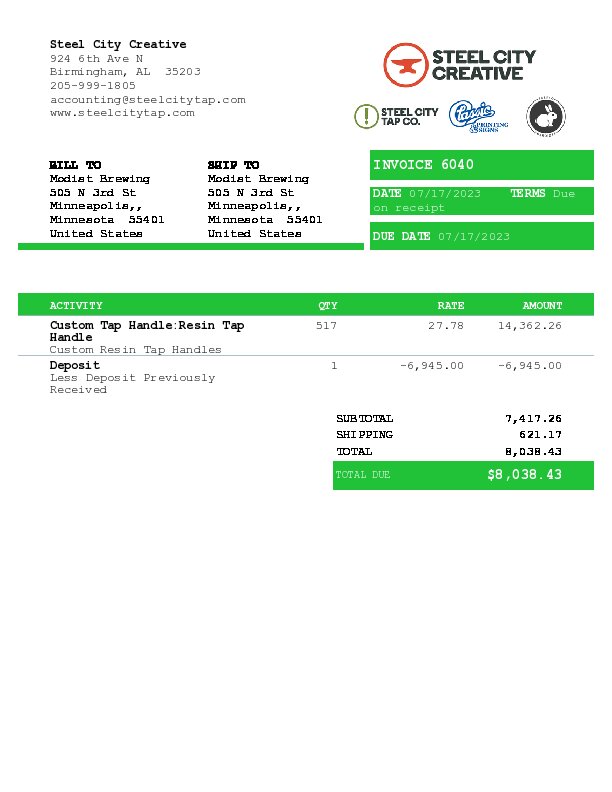 Steel City Creative
924 6th Ave N
Birmingham, AL  35203
205-999-1805
accounting@steelcitytap.com
www.steelcitytap.com
STEEL CITY
CREATIVE
STEEL CITY
TAP CO.
Classic
PRINTING
& SIGNS
BILL TO
Modist Brewing
505 N 3rd St
Minneapolis,,
Minnesota  55401
United States
SHIP TO
Modist Brewing
505 N 3rd St
Minneapolis,,
Minnesota  55401
United States
INVOICE 6040
DATE 07/17/2023    TERMS Due
on receipt
DUE DATE 07/17/2023
ACTIVITY QTY RATE AMOUNT
Custom Tap Handle:Resin Tap 517 27.78 14,362.26
Handle
Custom Resin Tap Handles
Deposit 1 -6,945.00 -6,945.00
Less Deposit Previously
Received
SUBTOTAL 7,417.26
SHIPPING 621.17
TOTAL 8,038.43
TOTAL DUE $8,038.43